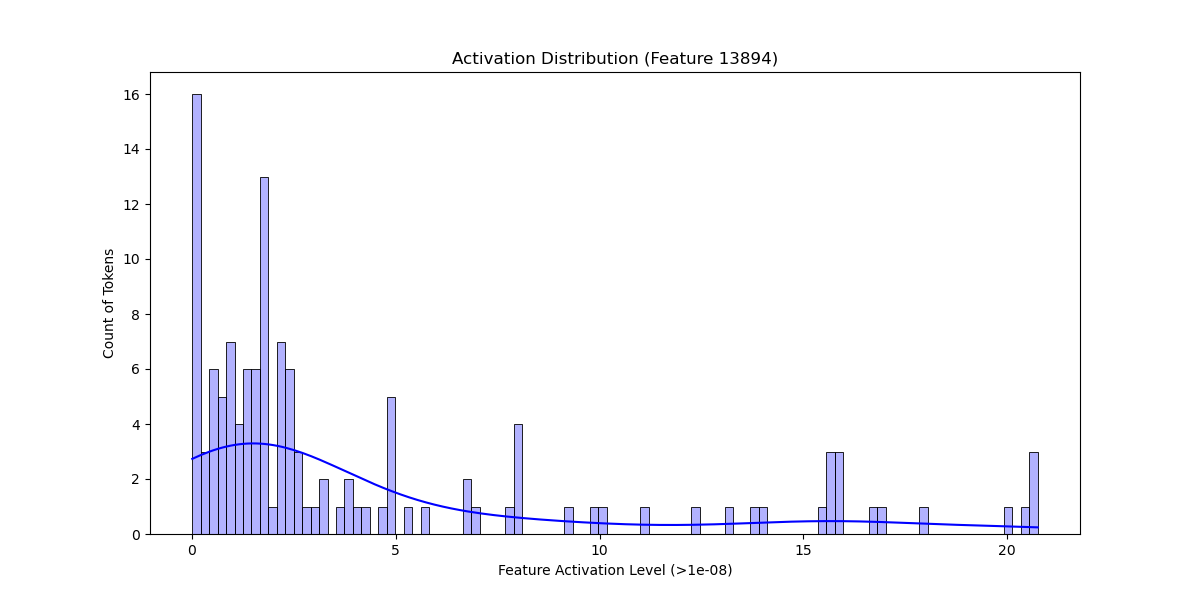 Activation Distribution (Feature 13894)
16
14
12
10
8
6
4
2
0
Count of Tokens
0 5 10 15 20
Feature Activation Level (>1e-08)